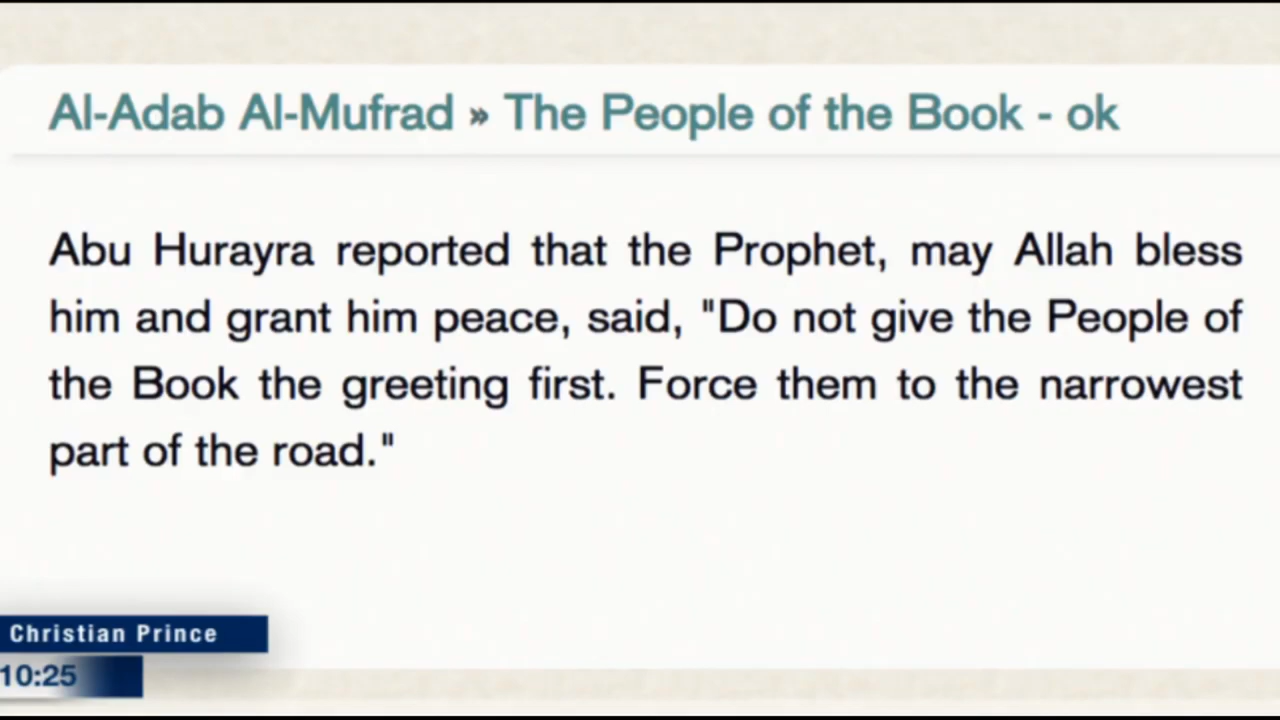 Al-Adab Al-Mufrad » The People of the Book - ok
Abu Hurayra reported that the Prophet, may Allah bless
him and grant him peace, said, "Do not give the People of
the Book the greeting first. Force them to the narrowest
part of the road."
Christian Prince
10:25